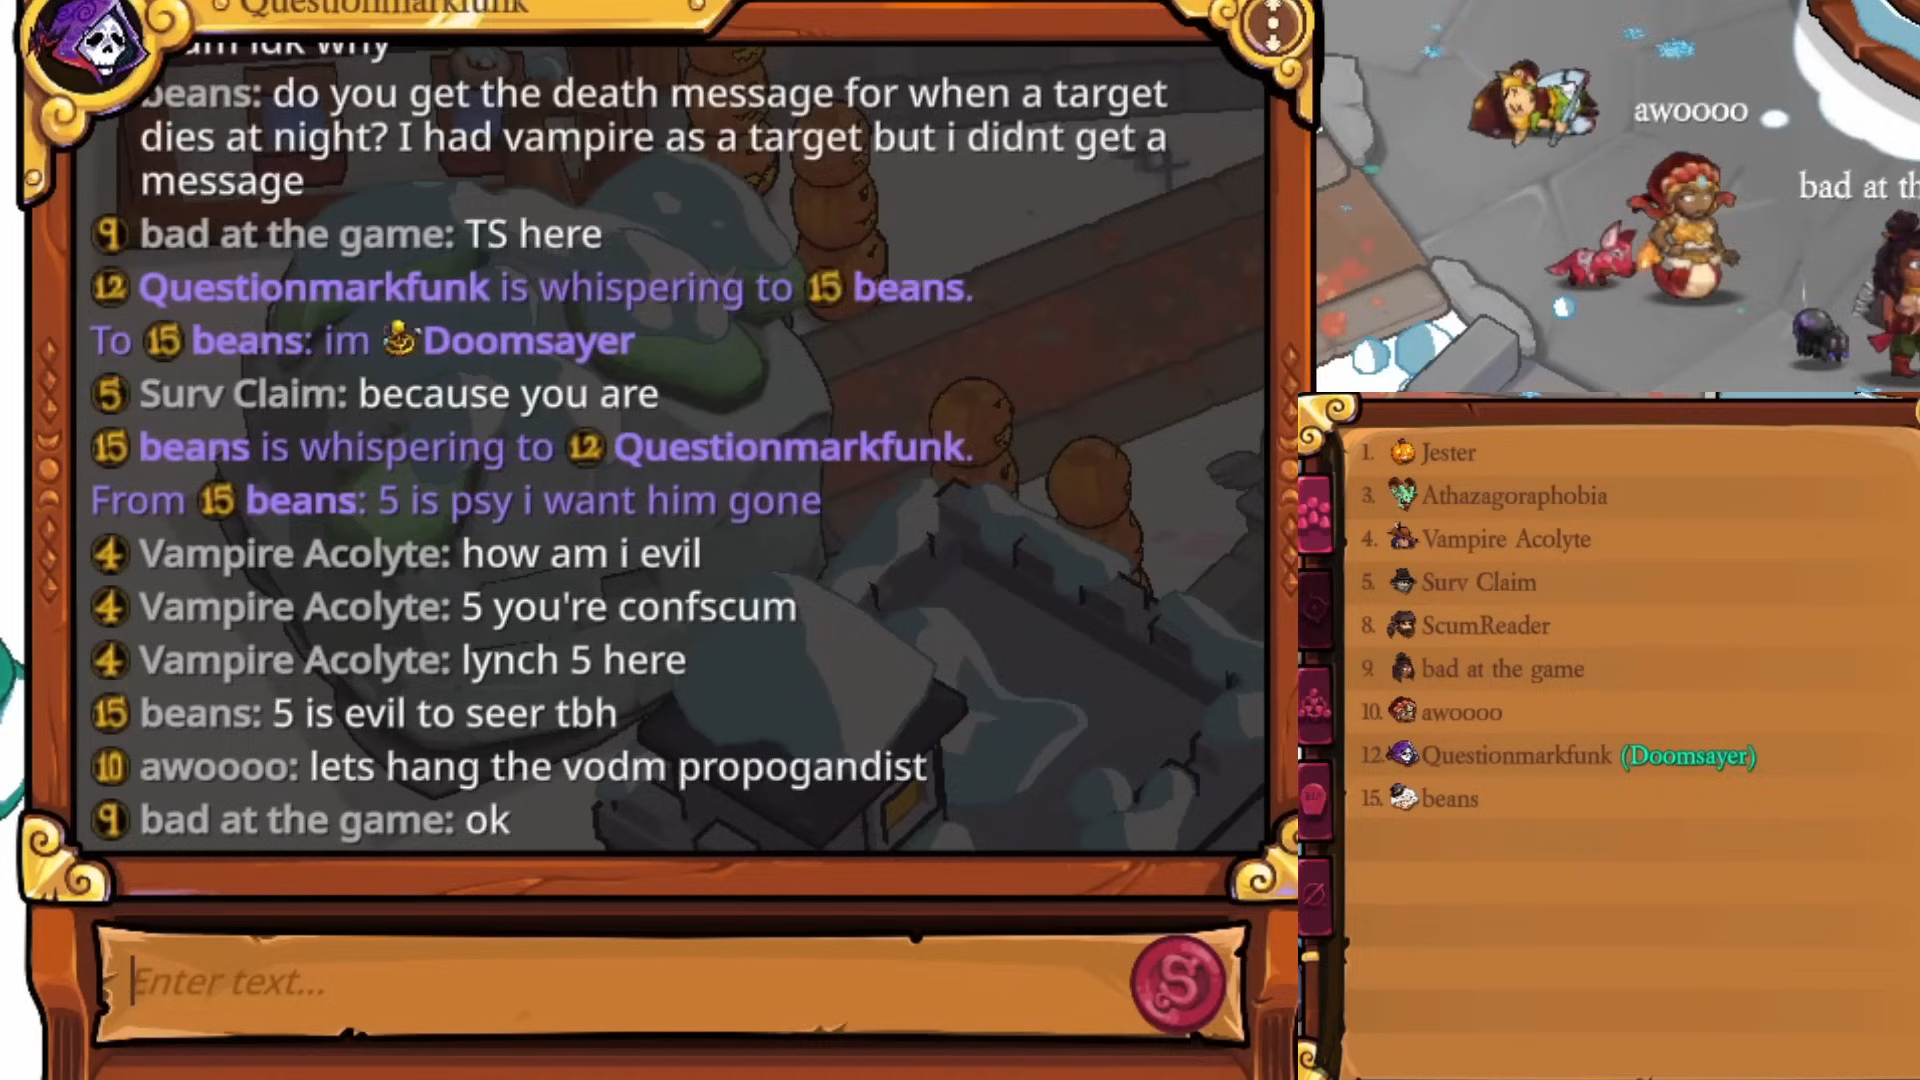 Questionmarkfunk
am idk why
beans: do you get the death message for when a target
dies at night? I had vampire as a target but i didnt get a
message
9 bad at the game: TS here
12 Questionmarkfunk is whispering to 15 beans.
To 15 beans: im Doomsayer
5 Surv Claim: because you are
15 beans is whispering to 12 Questionmarkfunk.
From 15 beans: 5 is psy i want him gone
4 Vampire Acolyte: how am i evil
4 Vampire Acolyte: 5 you're confscum
4 Vampire Acolyte: lynch 5 here
15 beans: 5 is evil to seer tbh
10 awoooo: lets hang the vodm propogandist
9 bad at the game: ok
Enter text...
S
awoooo
bad at th
1. Jester
3. Athazagoraphobia
4. Vampire Acolyte
5. Surv Claim
8. ScumReader
9. bad at the game
10. awoooo
12. Questionmarkfunk (Doomsayer)
15. beans